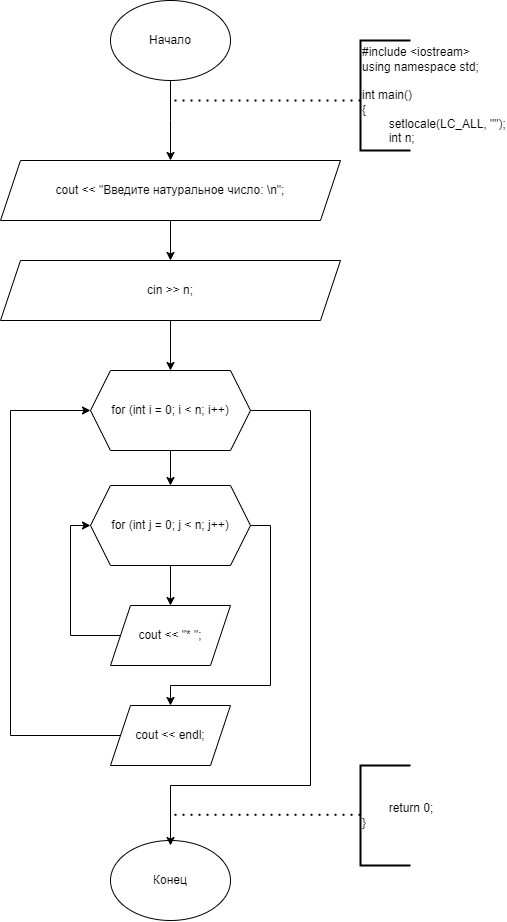 Начало
#include <iostream>
using namespace std;
int main()
{
setlocale(LC_ALL, "");
int n;
cout << "Введите натуральное число: \n";
cin >> n;
for (int i = 0; i < n; i++)
for (int j = 0; j < n; j++)
cout << "* ";
cout << endl;
return 0;
}
Конец